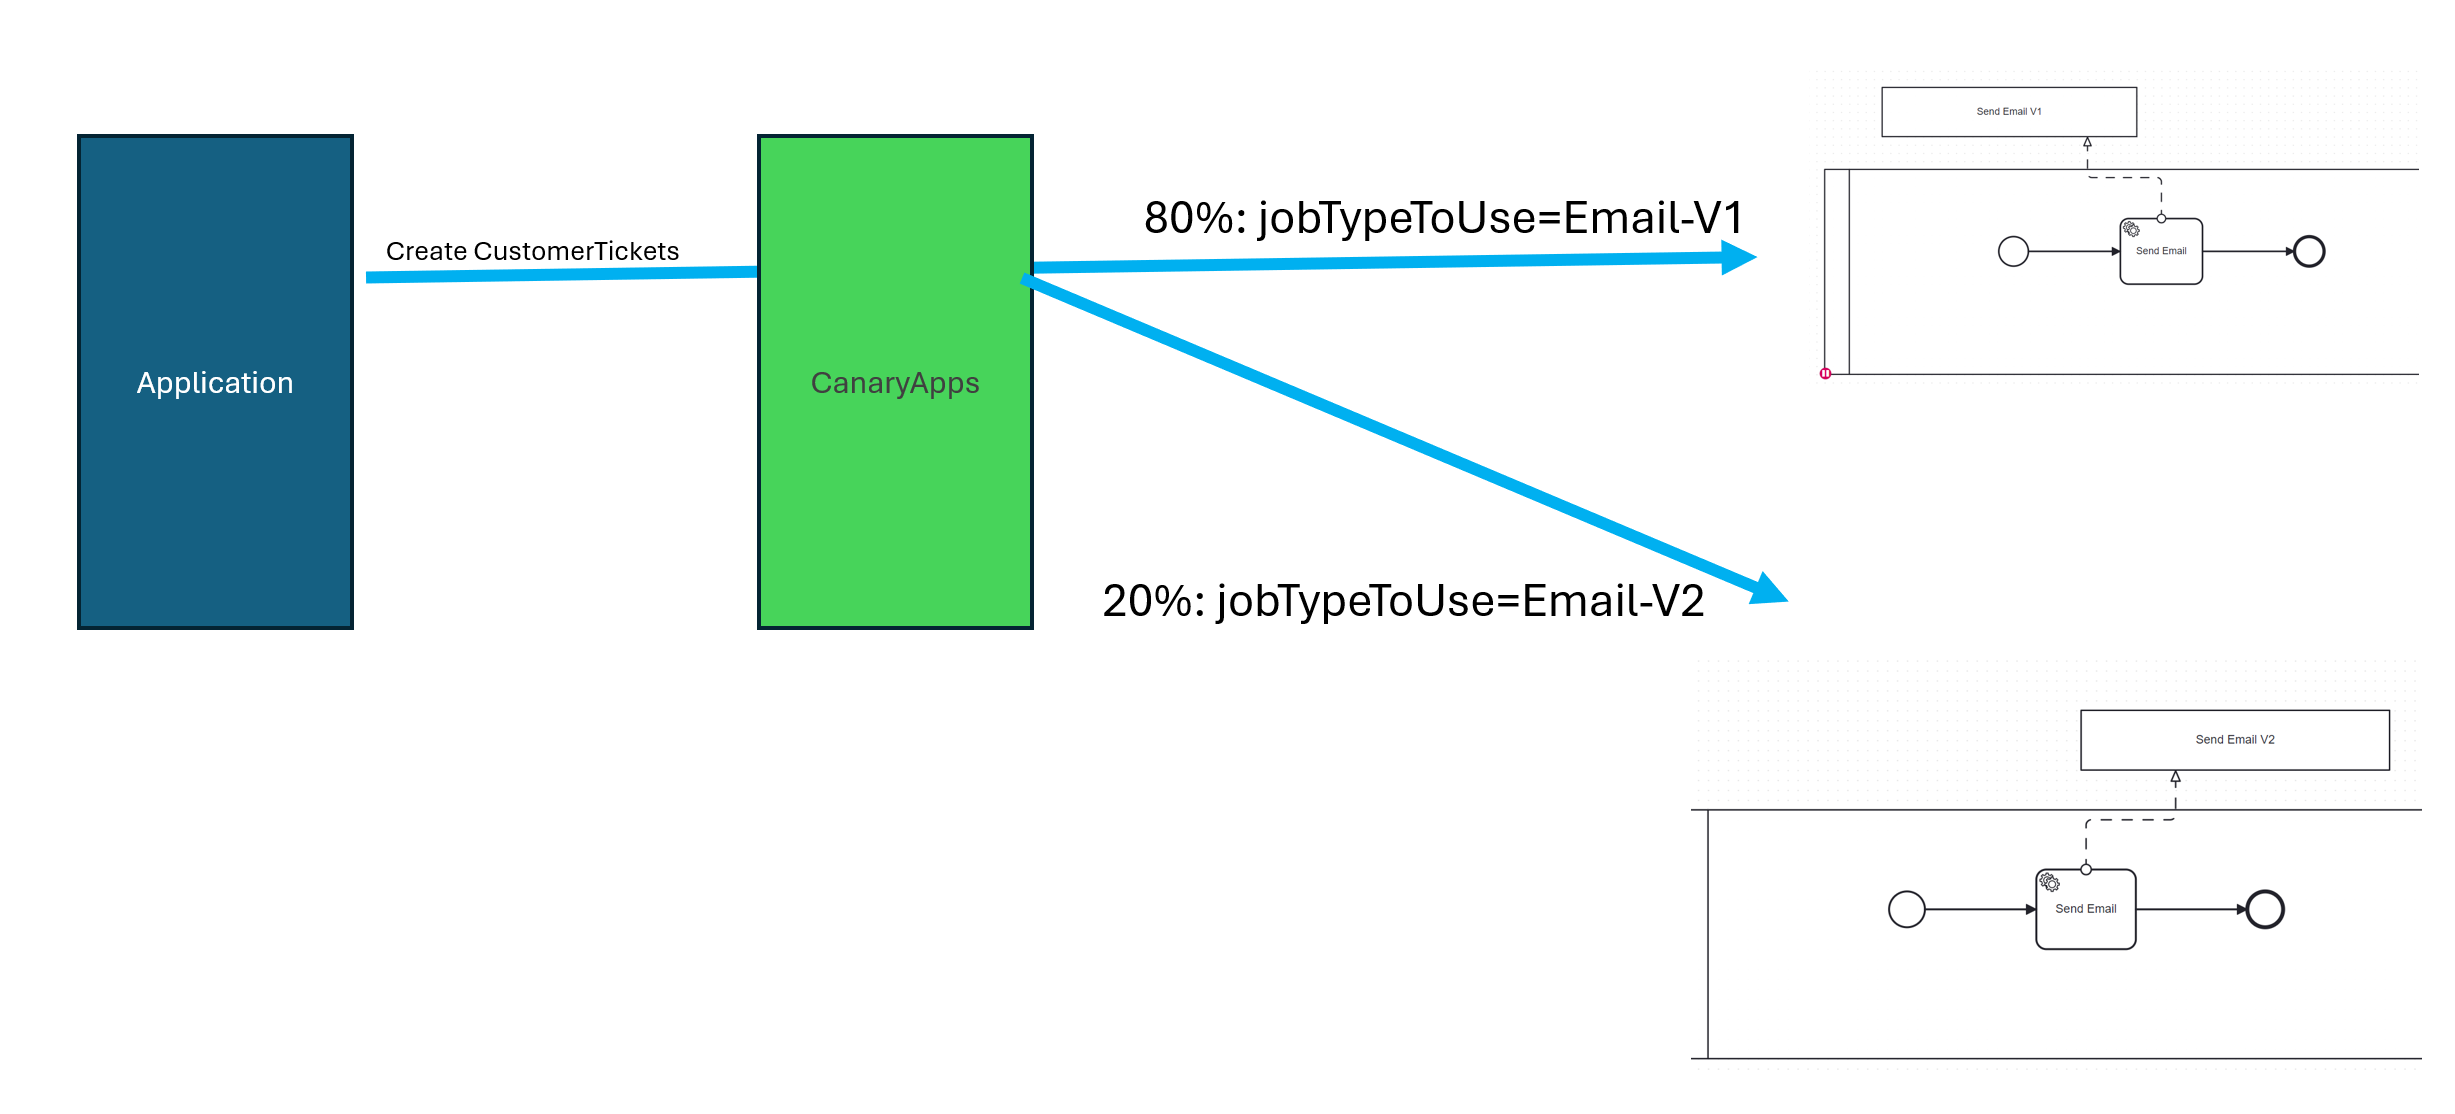 Application
Create CustomerTickets
CanaryApps
80%: jobTypeToUse=Email-V1
Send Email V1
Send Email
20%: jobTypeToUse=Email-V2
Send Email V2
Send Email